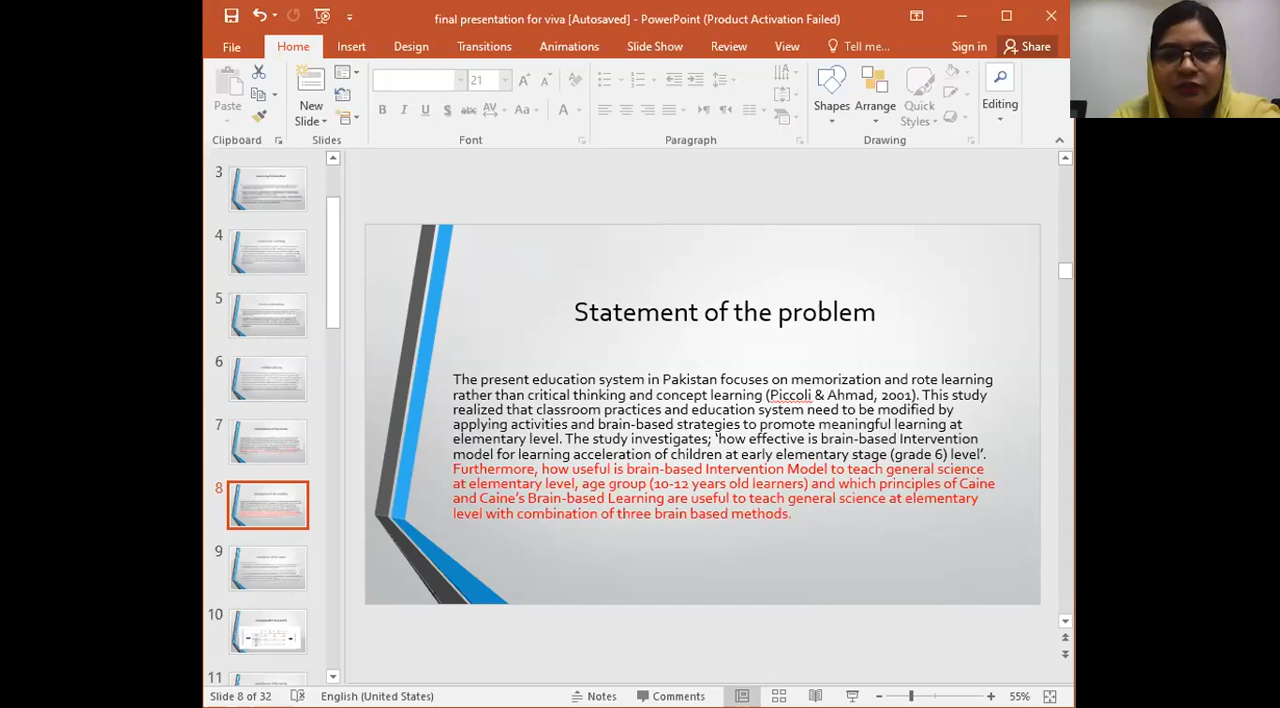 final presentation for viva [Autosaved] - PowerPoint (Product Activation Failed)
File Home Insert Design Transitions Animations Slide Show Review View Tell me... Sign in Share
21
Paste New Slide Shapes Arrange Quick Styles Editing
Clipboard Slides Font Paragraph Drawing
3
4
5
6
7
8
9
10
11
Statement of the problem
The present education system in Pakistan focuses on memorization and rote learning
rather than critical thinking and concept learning (Piccoli & Ahmad, 2001). This study
realized that classroom practices and education system need to be modified by
applying activities and brain-based strategies to promote meaningful learning at
elementary level. The study investigates; 'how effective is brain-based Intervention
model for learning acceleration of children at early elementary stage (grade 6) level'.
Furthermore, how useful is brain-based Intervention Model to teach general science
at elementary level, age group (10-12 years old learners) and which principles of Caine
and Caine's Brain-based Learning are useful to teach general science at elementary
level with combination of three brain based methods.
Slide 8 of 32 English (United States) Notes Comments 55%